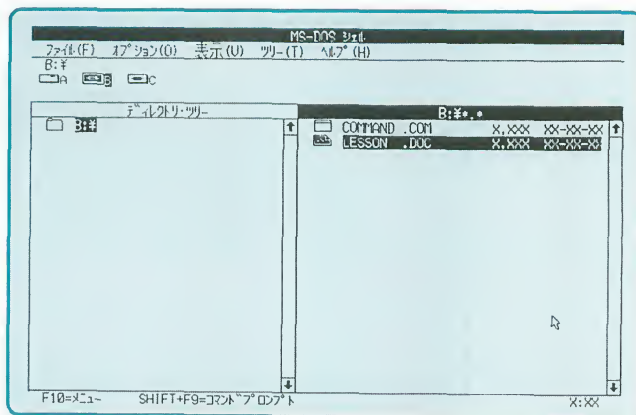 MS-DOS シェル
ファイル(F) オプション(O) 表示(U) ツリー(T) ヘルプ(H)
B:¥
A B C
ディレクトリ・ツリー
B:¥*.*
B:¥
COMMAND .COM X,XXX XX-XX-XX
LESSON .DOC X,XXX XX-XX-XX
F10=メニュー SHIFT+F9=コマンドプロンプト X:XX